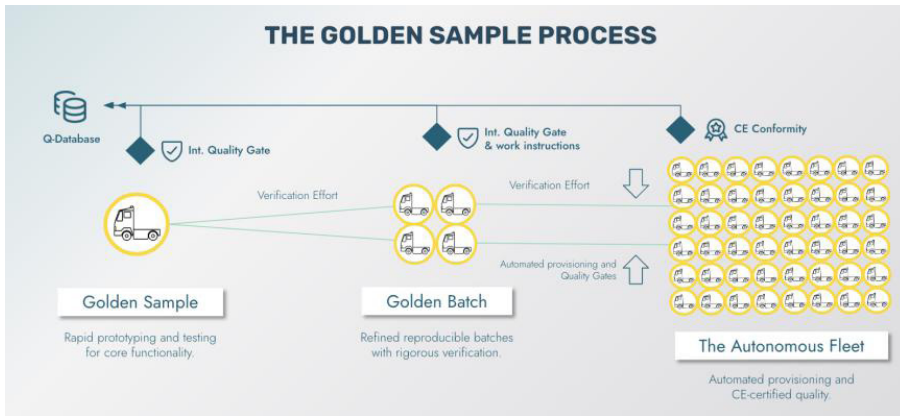 THE GOLDEN SAMPLE PROCESS
Q-Database
Int. Quality Gate
Int. Quality Gate
& work instructions
CE Conformity
Verification Effort
Verification Effort
Automated provisioning and
Quality Gates
Golden Sample
Rapid prototyping and testing
for core functionality.
Golden Batch
Refined reproducible batches
with rigorous verification.
The Autonomous Fleet
Automated provisioning and
CE-certified quality.